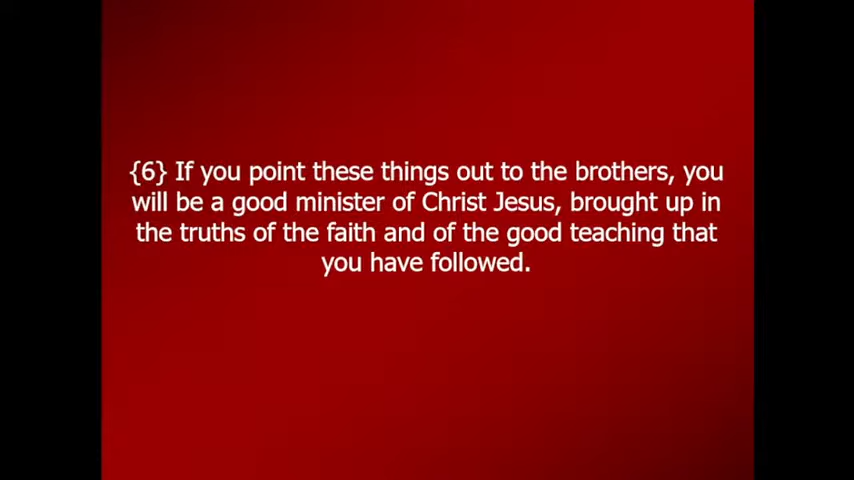 {6} If you point these things out to the brothers, you
will be a good minister of Christ Jesus, brought up in
the truths of the faith and of the good teaching that
you have followed.